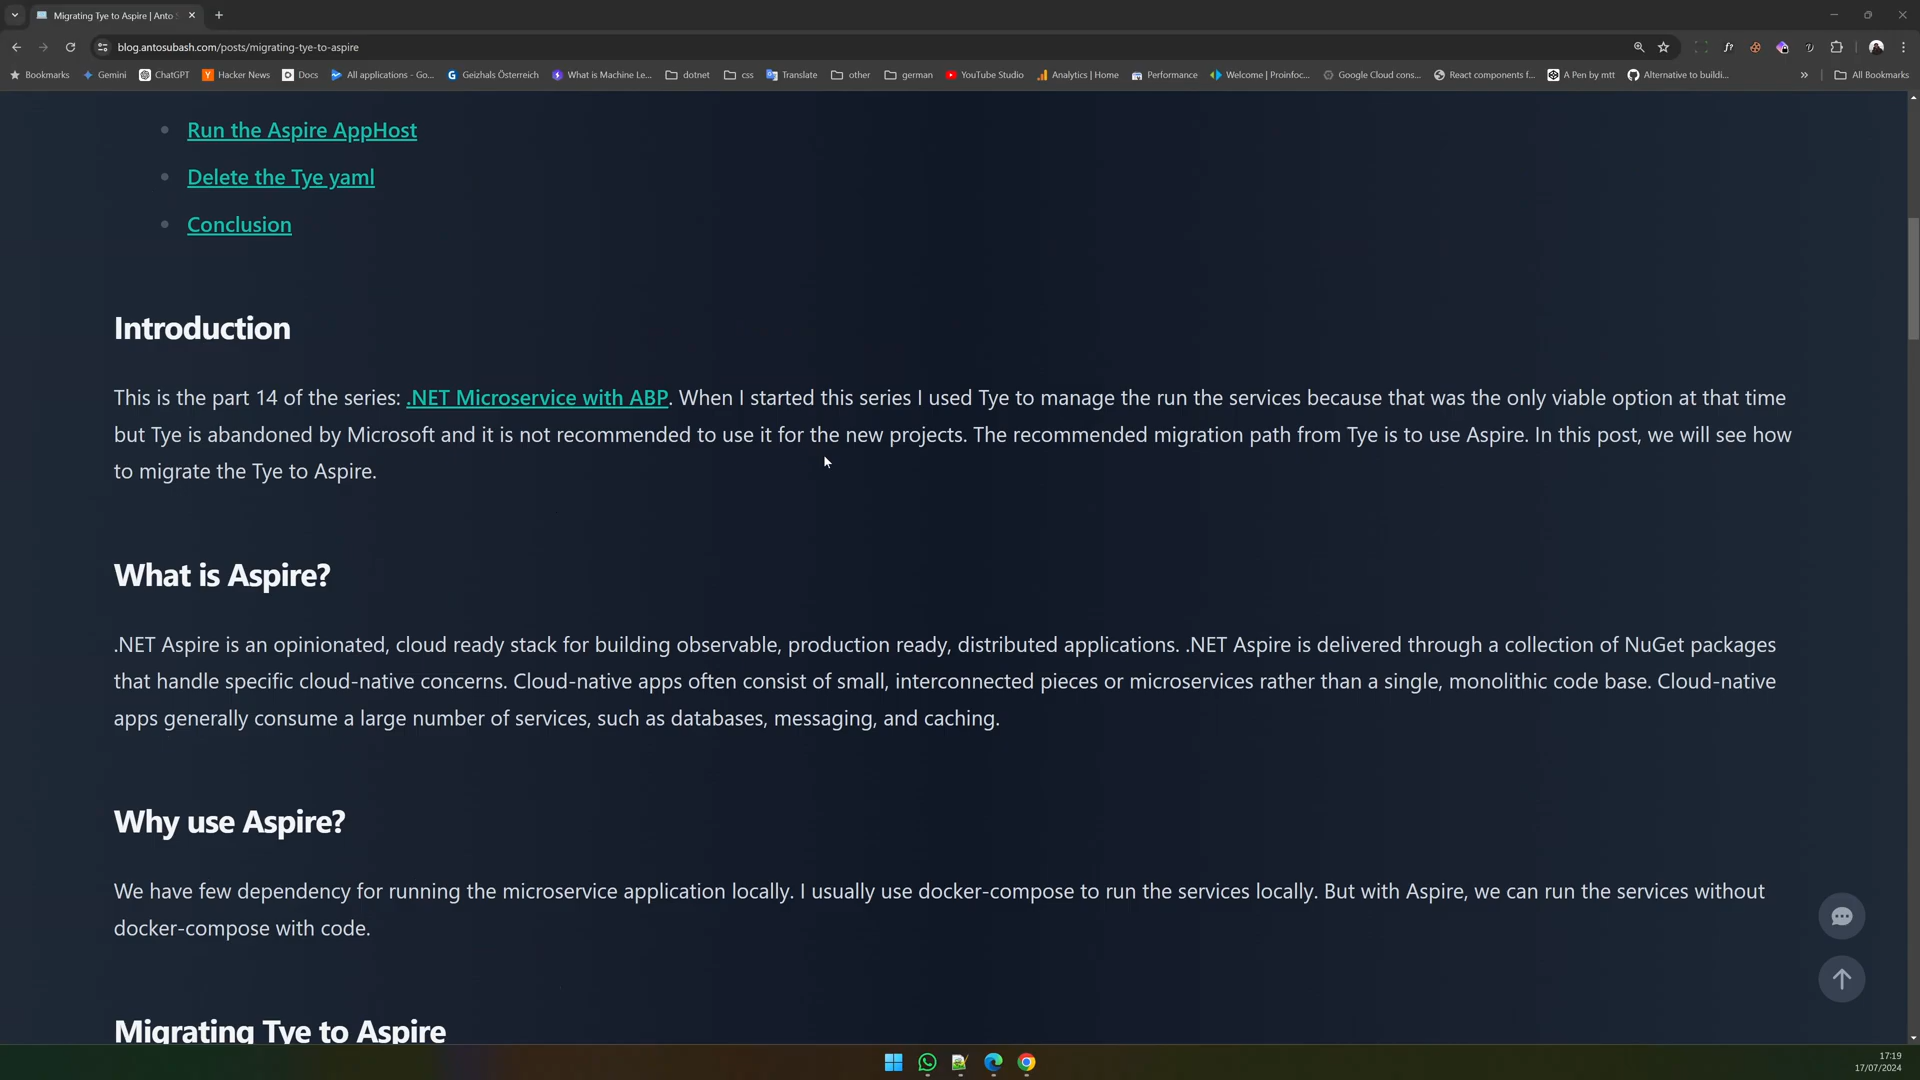 Migrating Tye to Aspire | Anto S
blog.antosubash.com/posts/migrating-tye-to-aspire
Bookmarks Gemini ChatGPT Hacker News Docs All applications - Go... Geizhals Österreich What is Machine Le... dotnet css Translate other german YouTube Studio Analytics | Home Performance Welcome | Proinfoc... Google Cloud cons... React components f... A Pen by mtt Alternative to buildi... » All Bookmarks
Run the Aspire AppHost
Delete the Tye yaml
Conclusion
Introduction
This is the part 14 of the series: .NET Microservice with ABP. When I started this series I used Tye to manage the run the services because that was the only viable option at that time
but Tye is abandoned by Microsoft and it is not recommended to use it for the new projects. The recommended migration path from Tye is to use Aspire. In this post, we will see how
to migrate the Tye to Aspire.
What is Aspire?
.NET Aspire is an opinionated, cloud ready stack for building observable, production ready, distributed applications. .NET Aspire is delivered through a collection of NuGet packages
that handle specific cloud-native concerns. Cloud-native apps often consist of small, interconnected pieces or microservices rather than a single, monolithic code base. Cloud-native
apps generally consume a large number of services, such as databases, messaging, and caching.
Why use Aspire?
We have few dependency for running the microservice application locally. I usually use docker-compose to run the services locally. But with Aspire, we can run the services without
docker-compose with code.
Migrating Tye to Aspire
17:19
17/07/2024